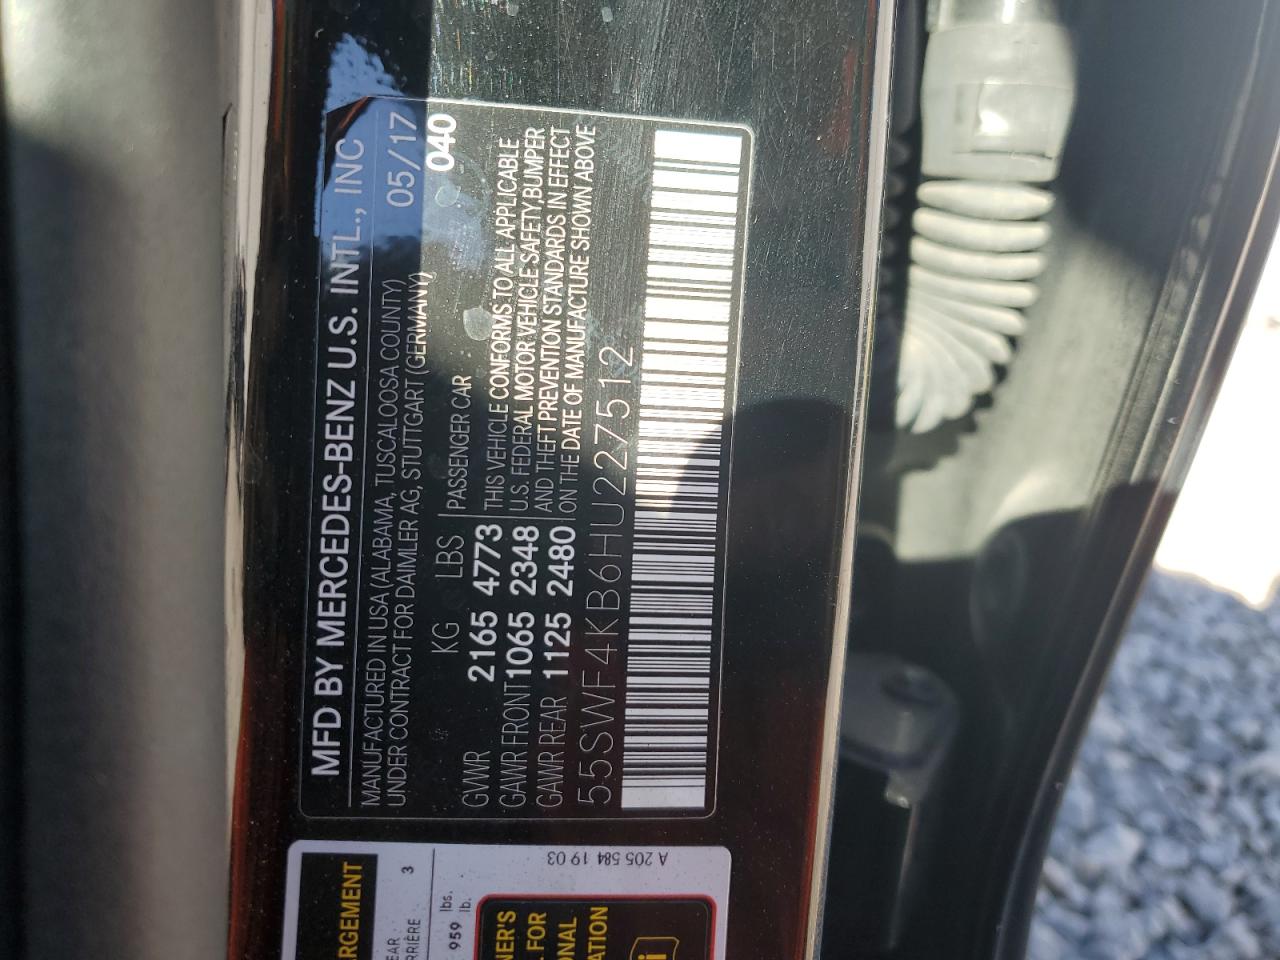 MFD BY MERCEDES-BENZ U.S. INTL., INC
MANUFACTURED IN USA (ALABAMA, TUSCALOOSA COUNTY)
UNDER CONTRACT FOR DAIMLER AG, STUTTGART (GERMANY)
05/17
040
KG LBS PASSENGER CAR
GVWR 2165 4773
GAWR FRONT 1065 2348
GAWR REAR 1125 2480
THIS VEHICLE CONFORMS TO ALL APPLICABLE
U.S. FEDERAL MOTOR VEHICLE SAFETY, BUMPER
AND THEFT PREVENTION STANDARDS IN EFFECT
ON THE DATE OF MANUFACTURE SHOWN ABOVE
55SWF4KB6HU227512
A 205 584 19 03
ARGEMENT
EAR
RRIÈRE 3
959 lbs.
lb.
NER'S
FOR
ONAL
ATION
i